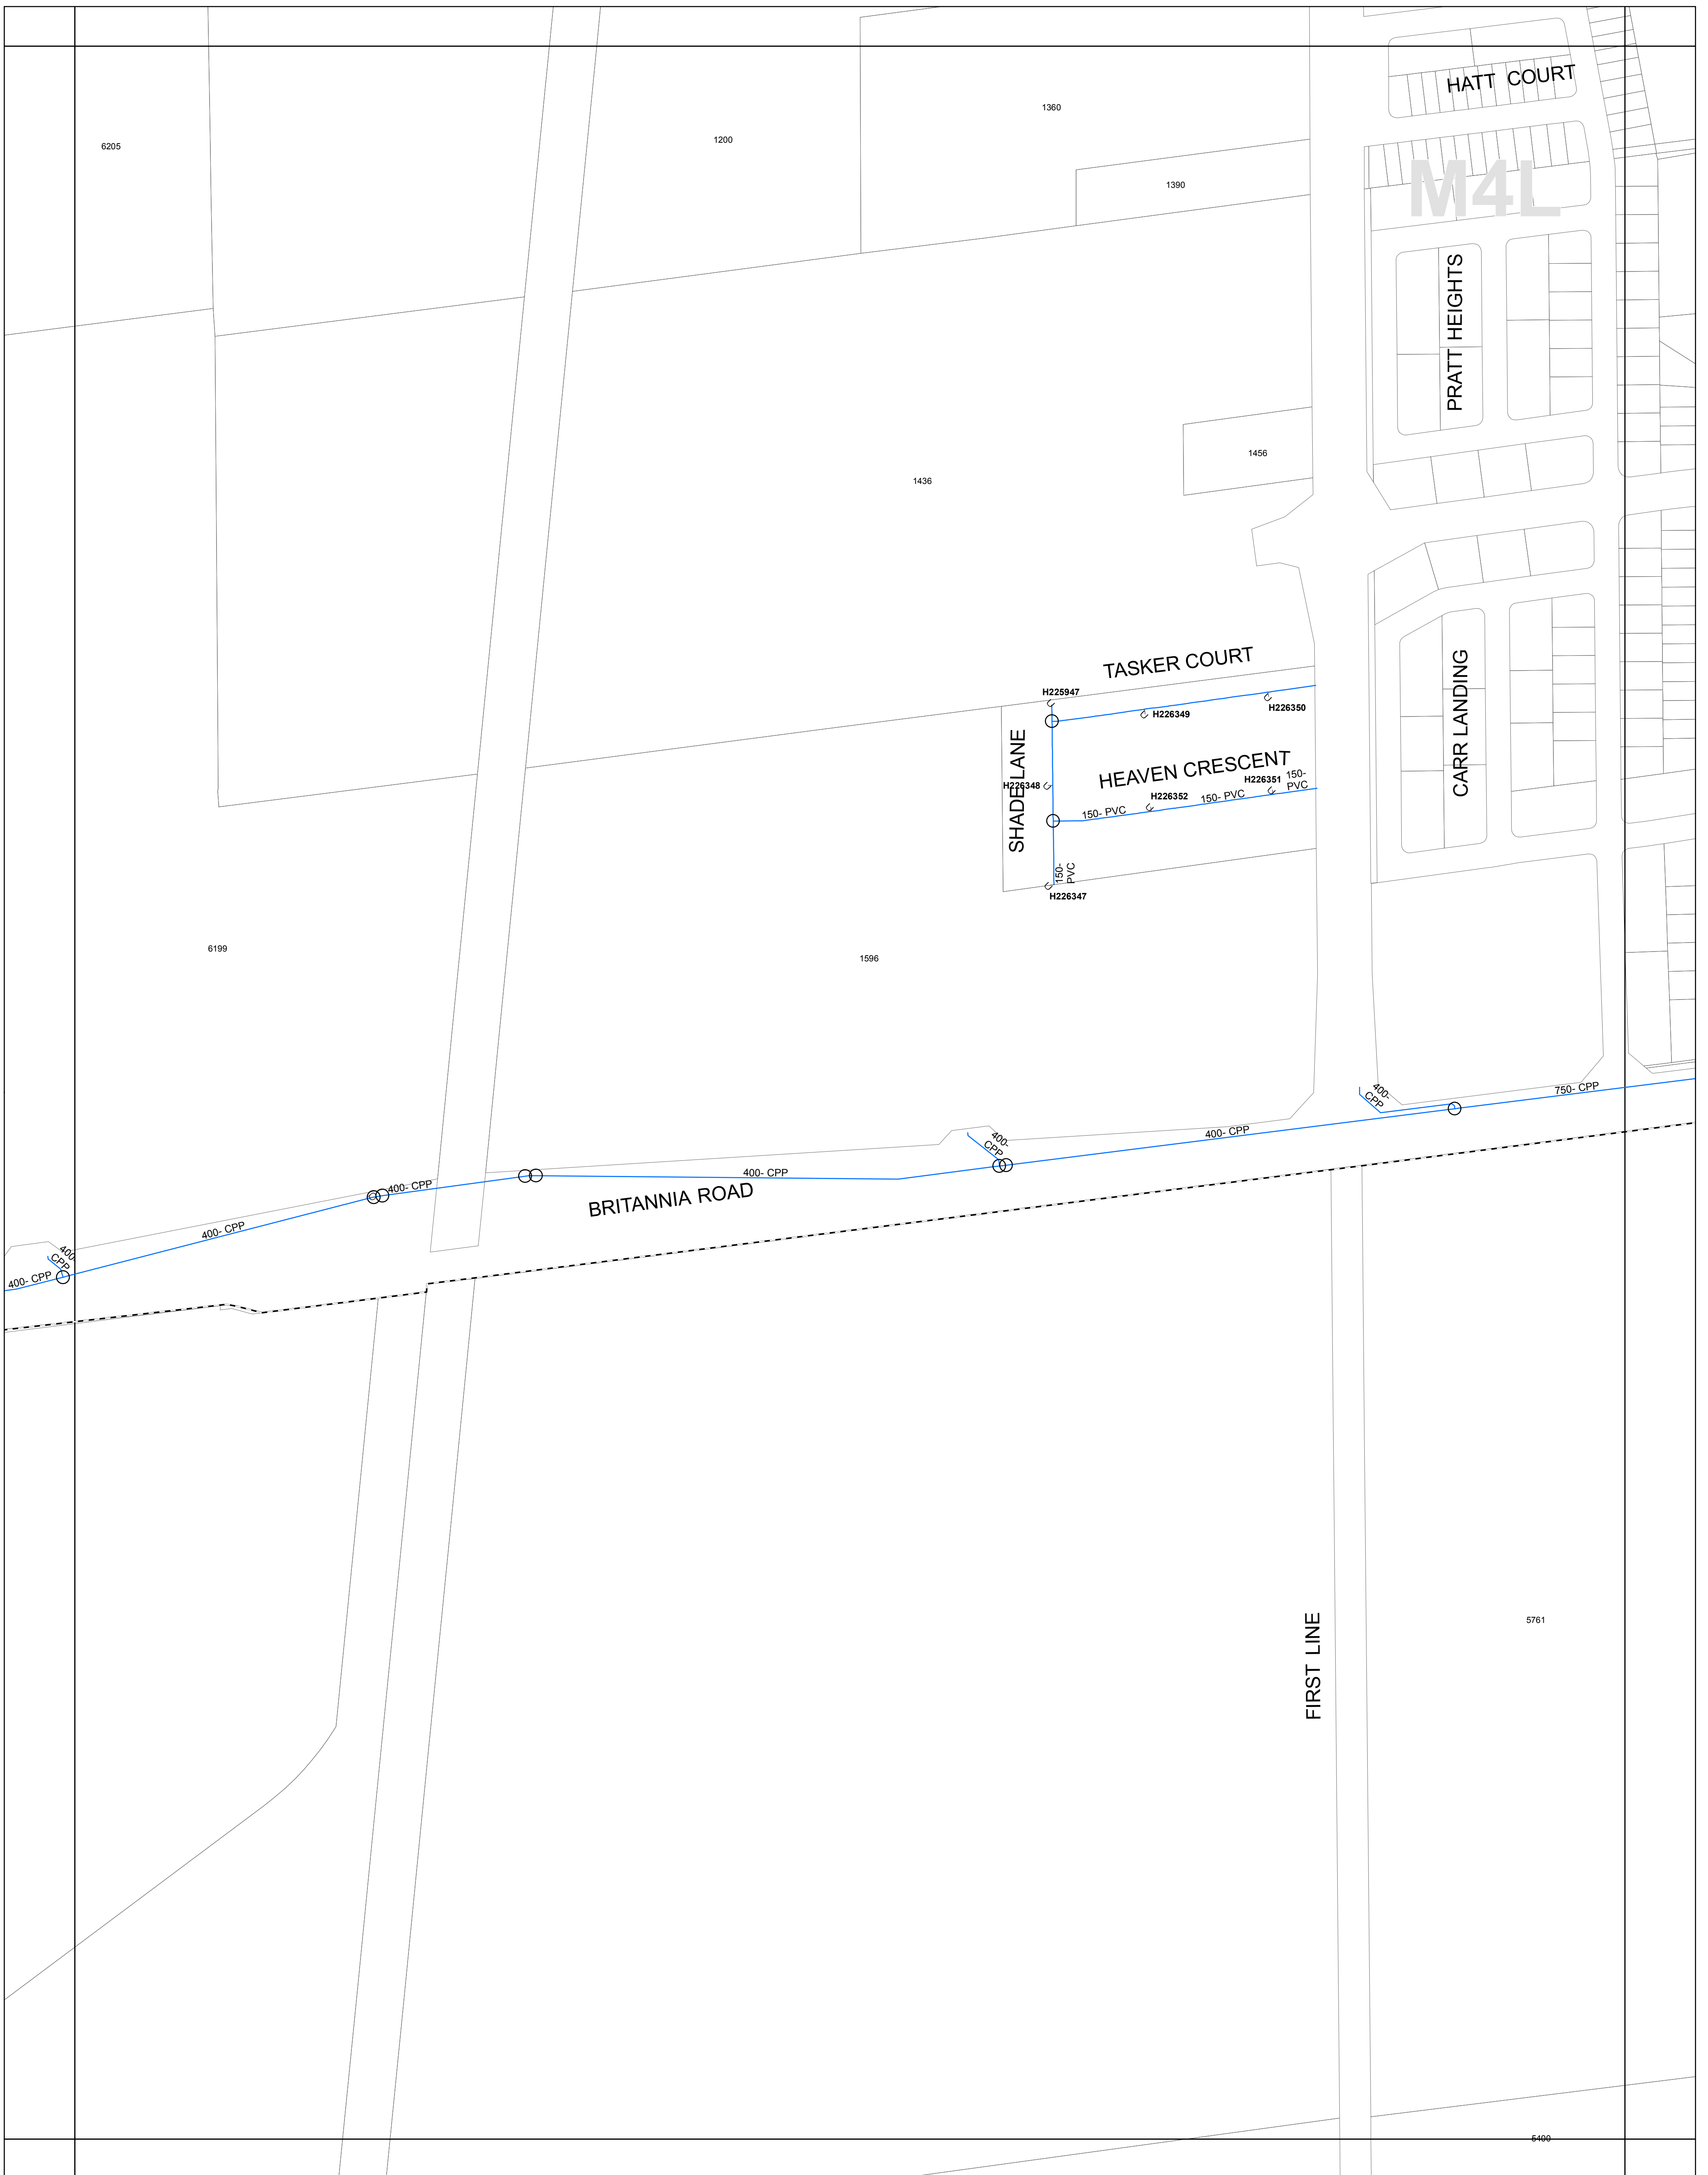 HATT COURT
1360
1200
6205
M4L
1390
PRATT HEIGHTS
1456
1436
TASKER COURT
CARR LANDING
H225947
H226350
H226349
SHADE LANE
HEAVEN CRESCENT
H226351
150-
PVC
H226348
H226352
150- PVC
150- PVC
150-
PVC
H226347
6199
1596
400-
CPP
750- CPP
400- CPP
400-
CPP
400- CPP
400- CPP
BRITANNIA ROAD
400- CPP
400-
CPP
400- CPP
FIRST LINE
5761
5400